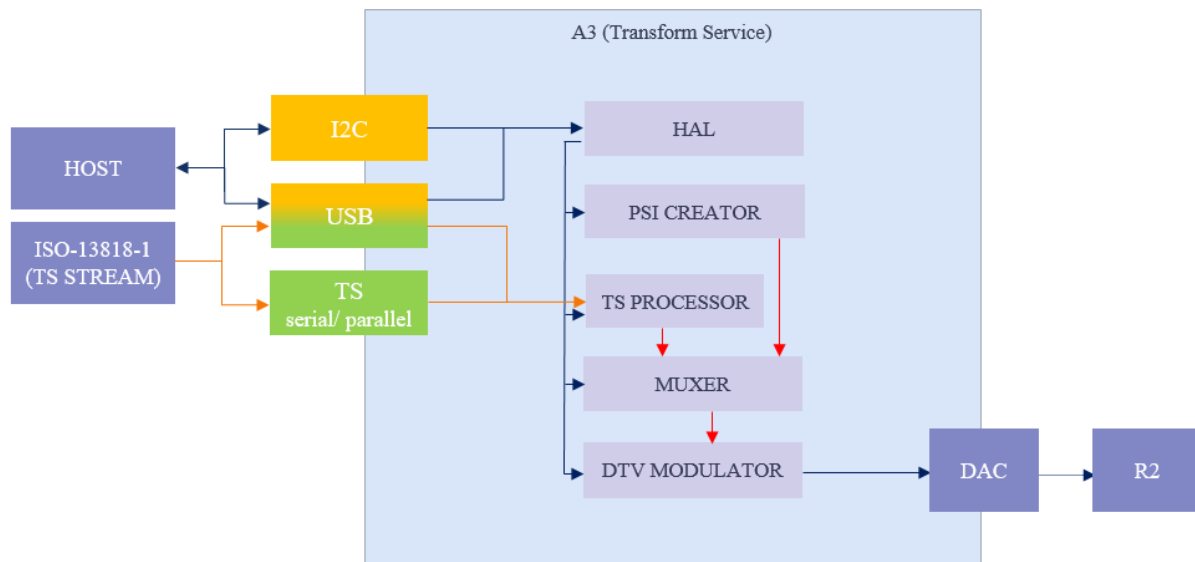 A3 (Transform Service)
I2C
HAL
HOST
USB
PSI CREATOR
ISO-13818-1
(TS STREAM)
TS
serial/ parallel
TS PROCESSOR
MUXER
DTV MODULATOR
DAC
R2